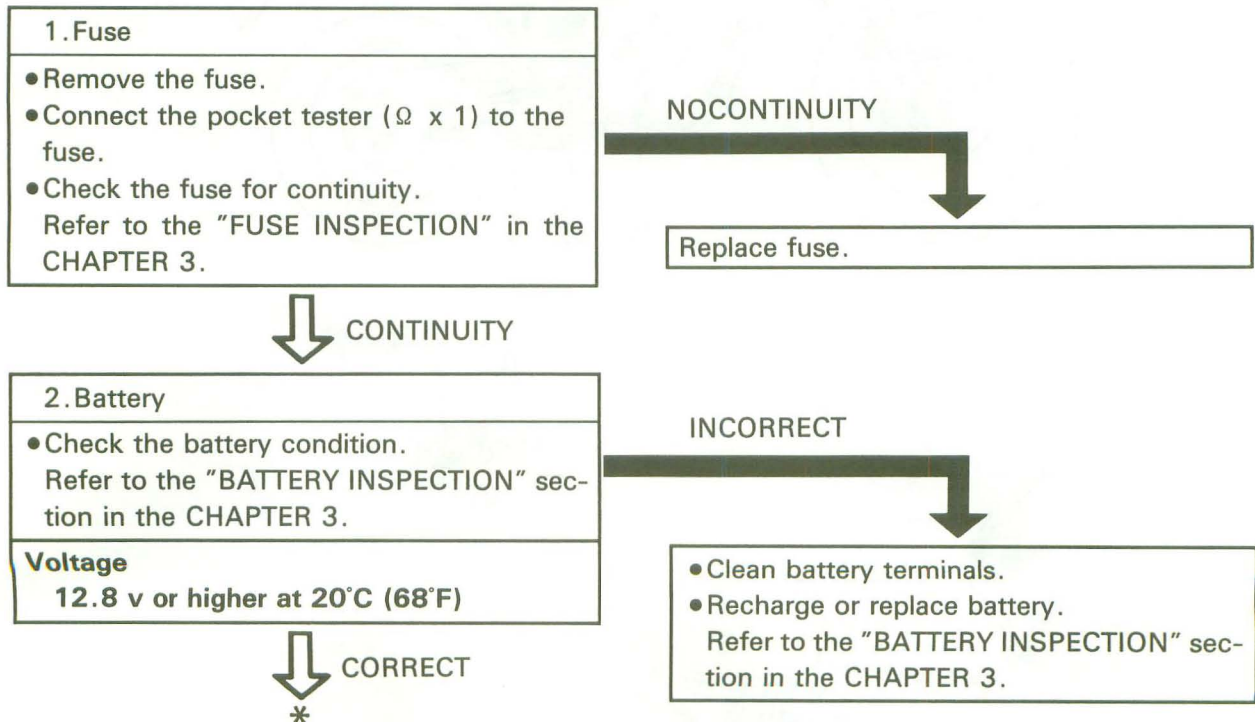 1.Fuse
●Remove the fuse.
●Connect the pocket tester (Ω x 1) to the
fuse.
●Check the fuse for continuity.
Refer to the "FUSE INSPECTION" in the
CHAPTER 3.
NOCONTINUITY
Replace fuse.
CONTINUITY
2.Battery
●Check the battery condition.
Refer to the "BATTERY INSPECTION" sec-
tion in the CHAPTER 3.
Voltage
12.8 v or higher at 20°C (68°F)
INCORRECT
●Clean battery terminals.
●Recharge or replace battery.
Refer to the "BATTERY INSPECTION" sec-
tion in the CHAPTER 3.
CORRECT
*